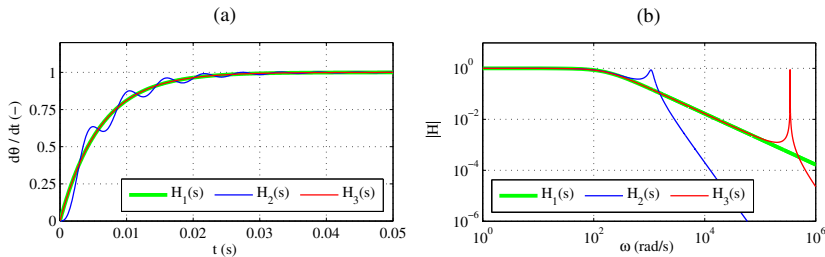 (a)
dθ / dt (−)
1
0.75
0.5
0.25
0
0 0.01 0.02 0.03 0.04 0.05
t (s)
H1(s) H2(s) H3(s)
(b)
|H|
10^0
10^−2
10^−4
10^−6
10^0 10^2 10^4 10^6
ω (rad/s)
H1(s) H2(s) H3(s)